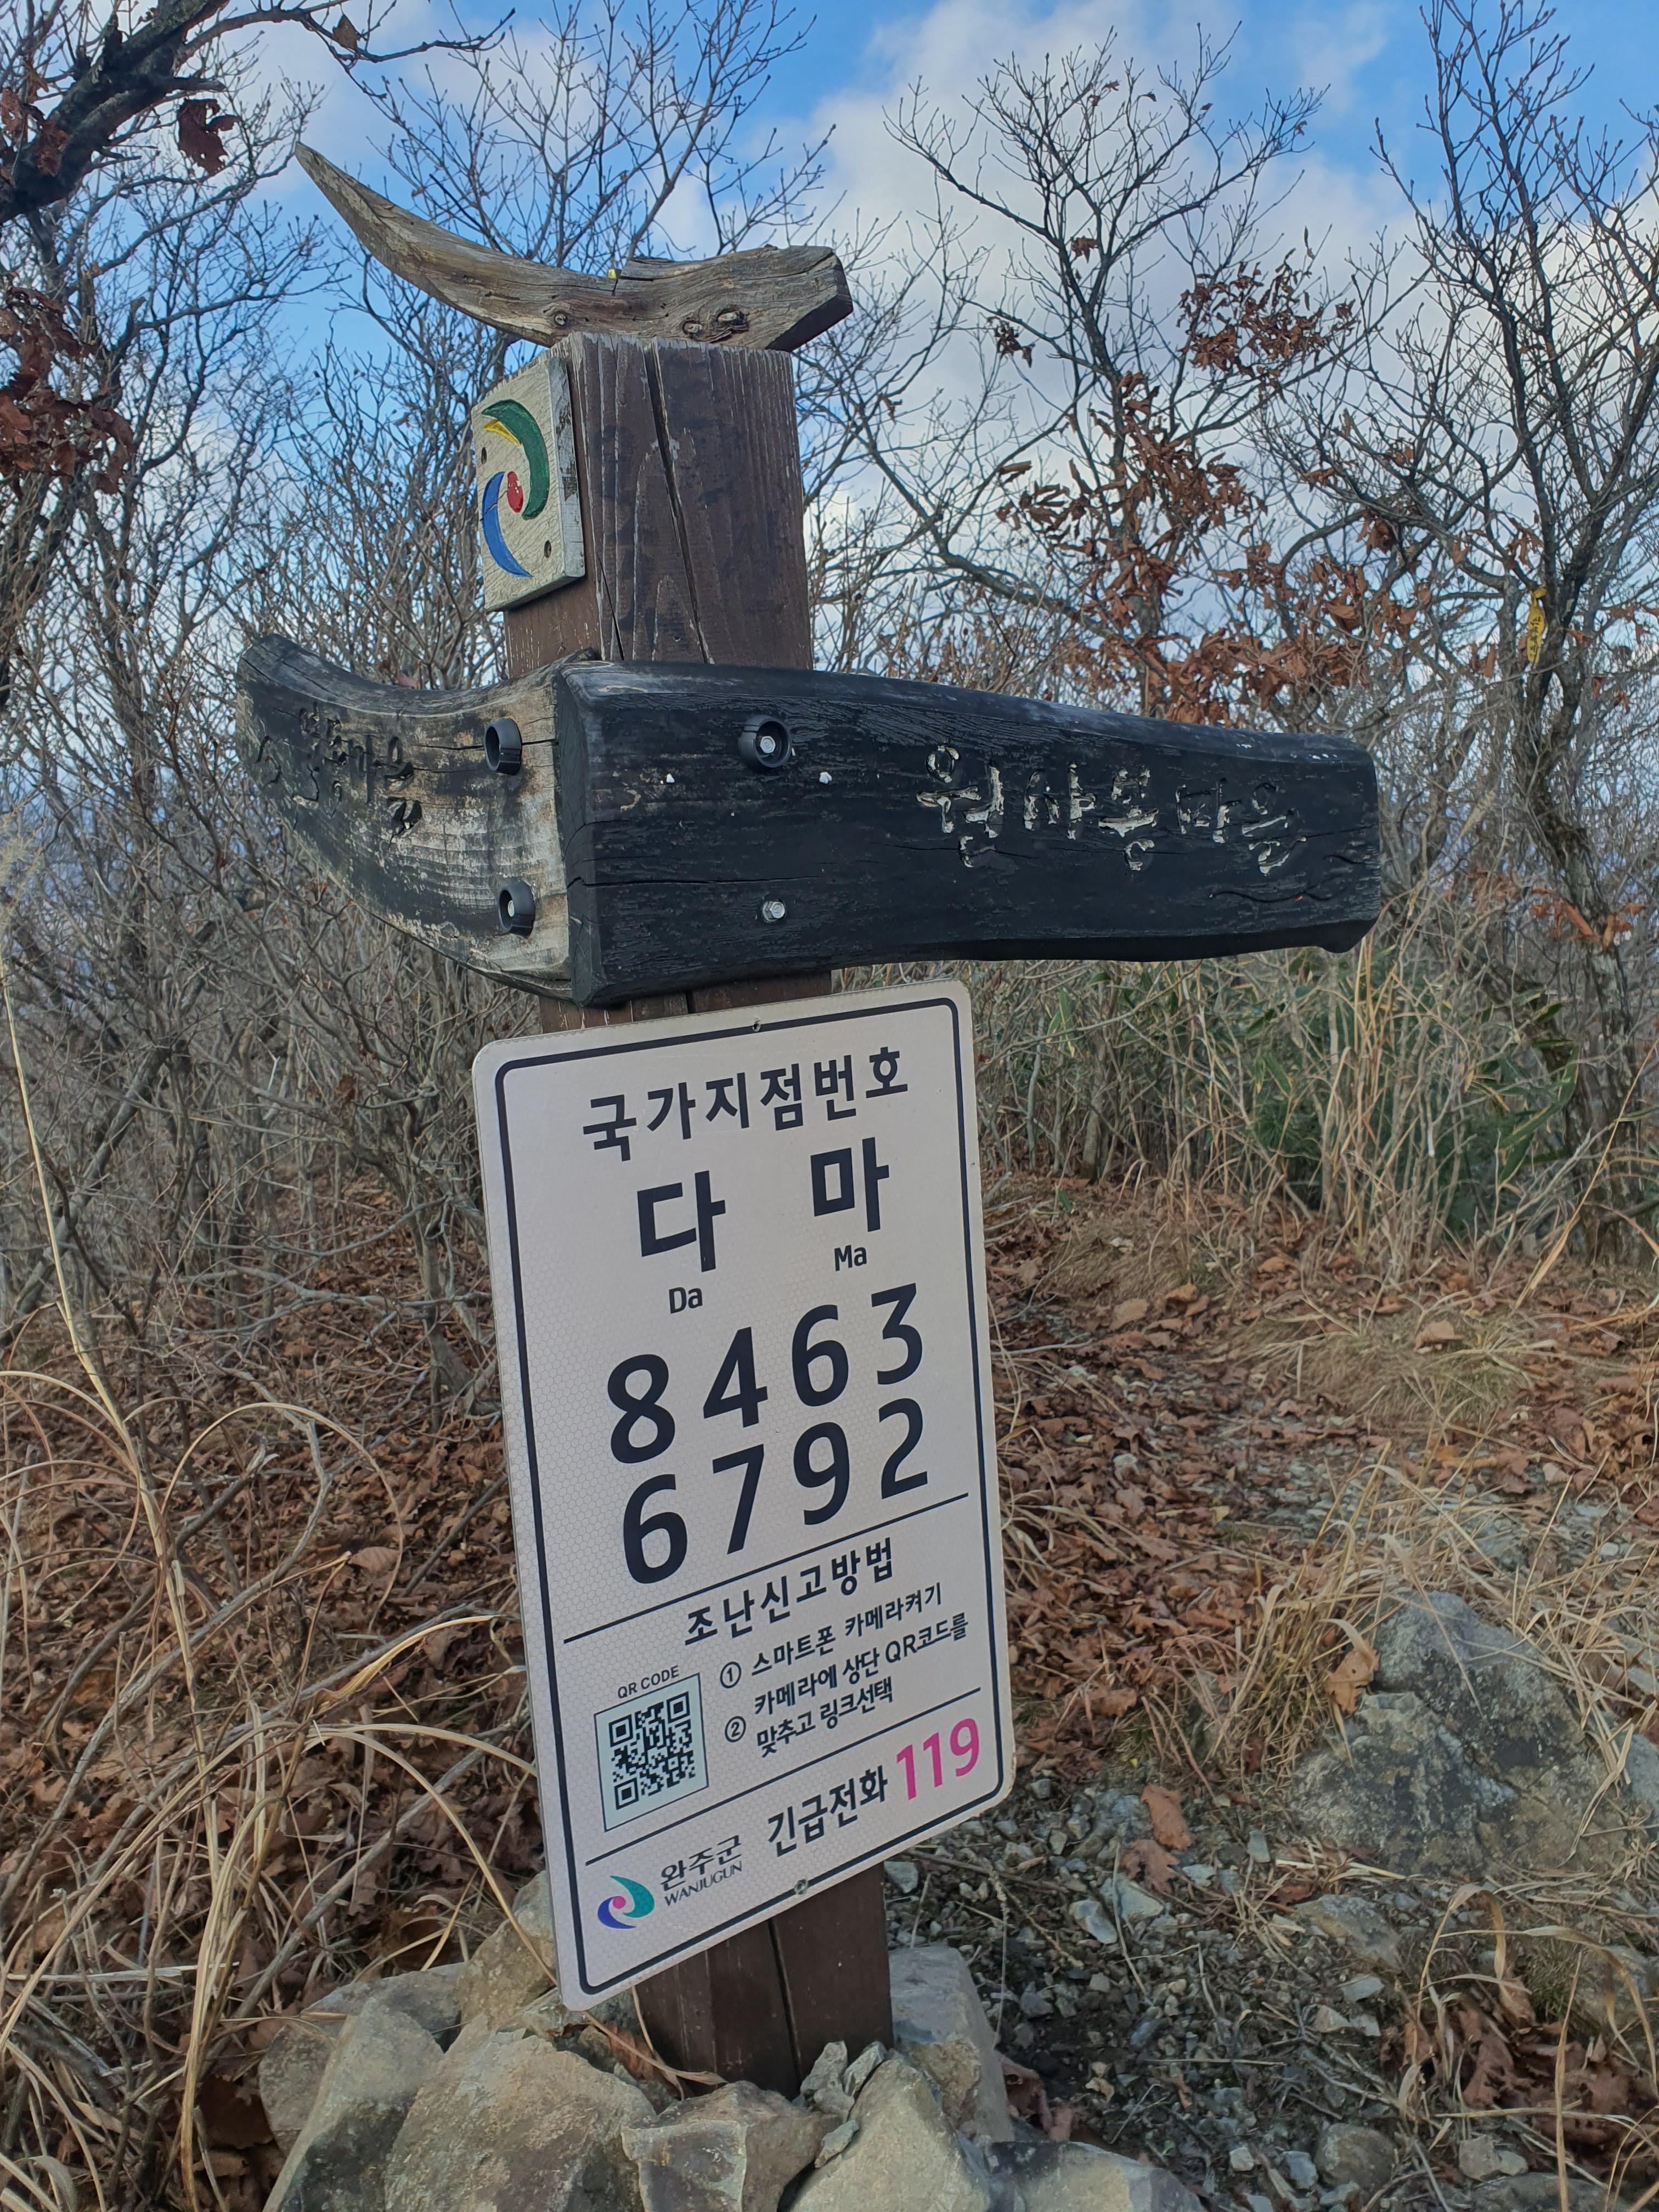 원사봉마을
국가지점번호
다 마
Da Ma
8463
6792
조난신고방법
QR CODE
① 스마트폰 카메라켜기
② 카메라에 상단 QR코드를
맞추고 링크선택
완주군
WANJUGUN
긴급전화 119